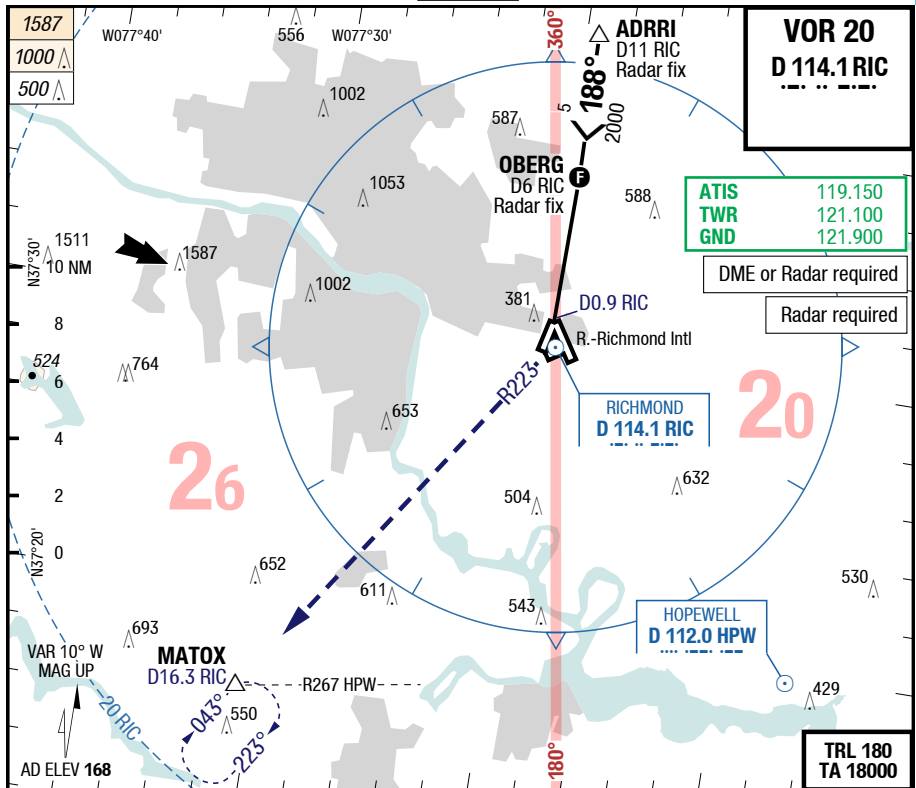 1587
1000
500
W077°40'
556
W077°30'
360°
ADRRI
D11 RIC
Radar fix
188°
5
2000
VOR 20
D 114.1 RIC
1002
587
OBERG
D6 RIC
Radar fix
F
1053
588
ATIS 119.150
TWR 121.100
GND 121.900
DME or Radar required
Radar required
N37°30'
1511
10 NM
1587
1002
381
D0.9 RIC
R.-Richmond Intl
8
524
6
764
R223
RICHMOND
D 114.1 RIC
26
20
4
653
2
504
632
N37°20'
0
652
611
543
530
HOPEWELL
D 112.0 HPW
693
VAR 10° W
MAG UP
MATOX
D16.3 RIC
R267 HPW
20 RIC
043°
550
223°
429
AD ELEV 168
180°
TRL 180
TA 18000